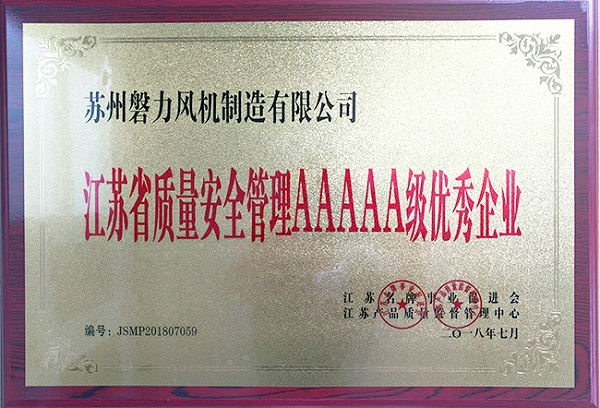 苏州磐力风机制造有限公司
江苏省质量安全管理AAAAA级优秀企业
江苏名牌事业促进会
江苏产品质量监督管理中心
编号：JSMP201807059
二〇一八年七月